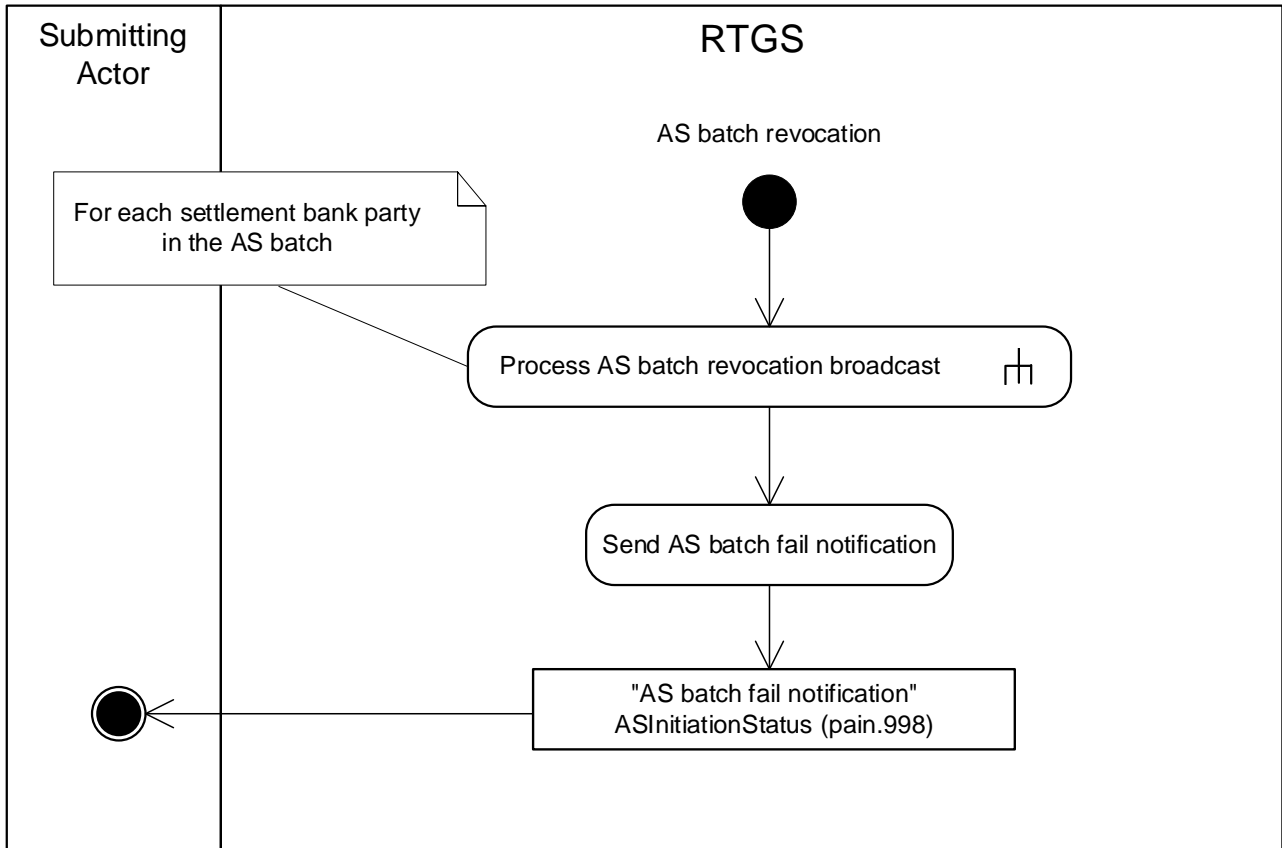 Submitting
Actor
RTGS
AS batch revocation
For each settlement bank party
in the AS batch
Process AS batch revocation broadcast
Send AS batch fail notification
"AS batch fail notification"
ASInitiationStatus (pain.998)